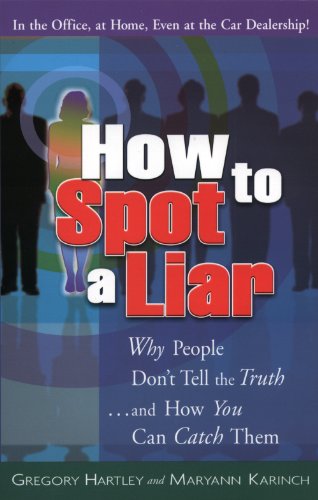 In the Office, at Home, Even at the Car Dealership!
How to
Spot
a Liar
Why People
Don't Tell the Truth
...and How You
Can Catch Them
GREGORY HARTLEY and MARYANN KARINCH